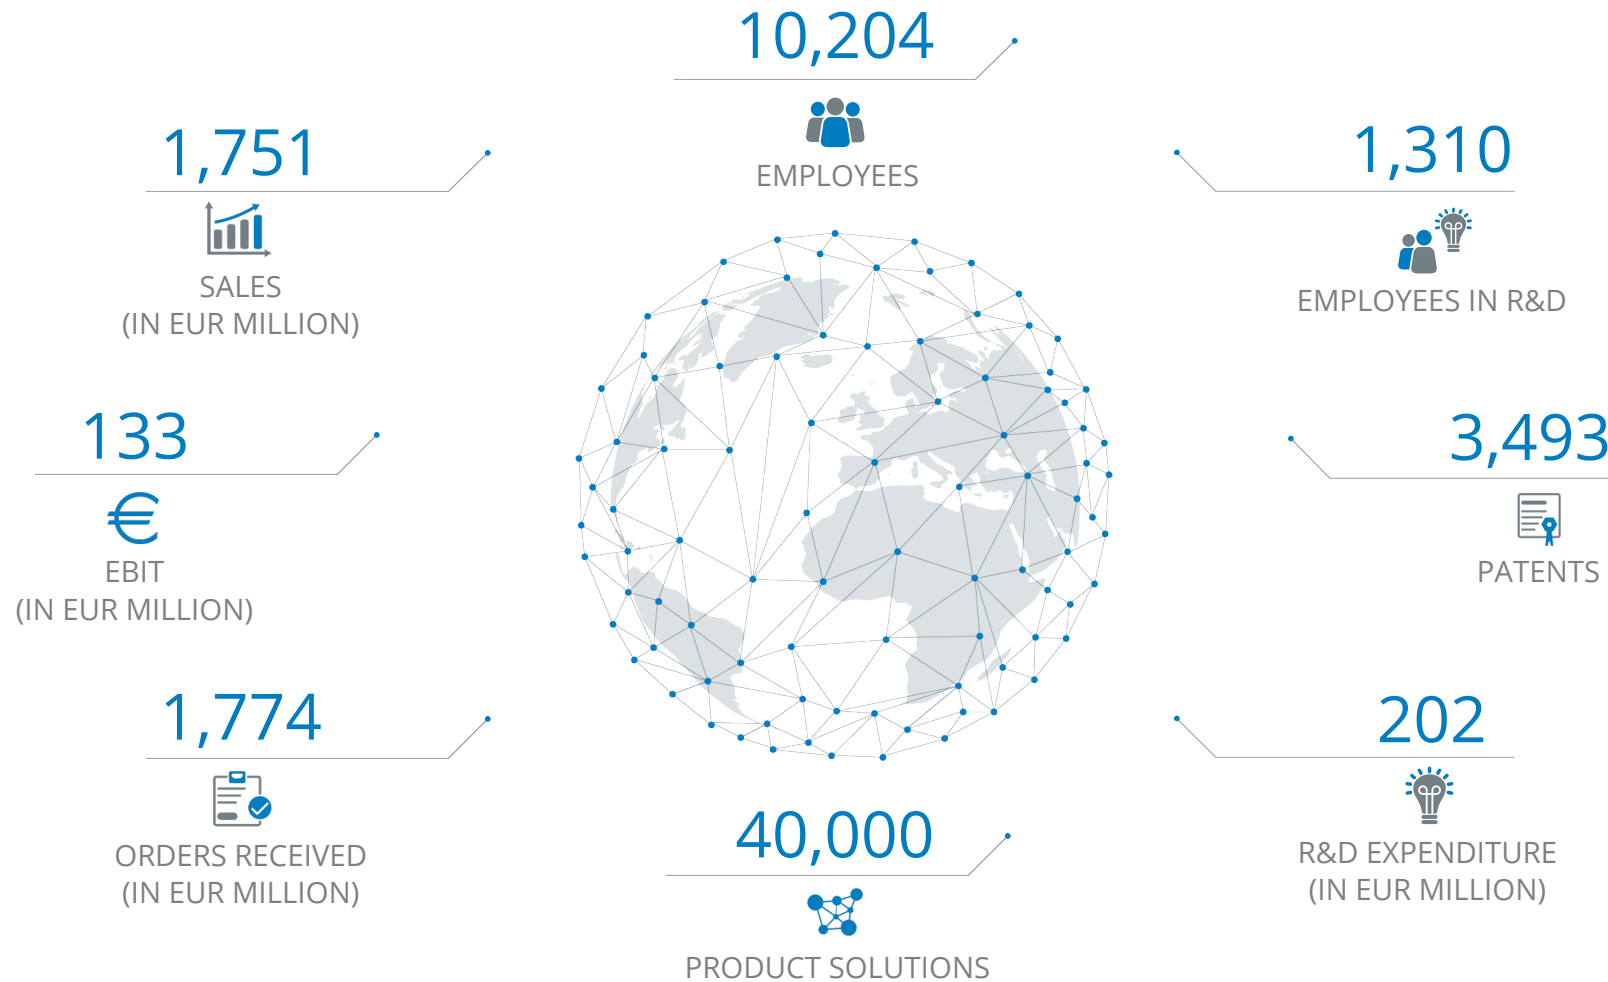 10,204
EMPLOYEES
1,751
SALES
(IN EUR MILLION)
1,310
EMPLOYEES IN R&D
133
EBIT
(IN EUR MILLION)
3,493
PATENTS
1,774
ORDERS RECEIVED
(IN EUR MILLION)
202
R&D EXPENDITURE
(IN EUR MILLION)
40,000
PRODUCT SOLUTIONS